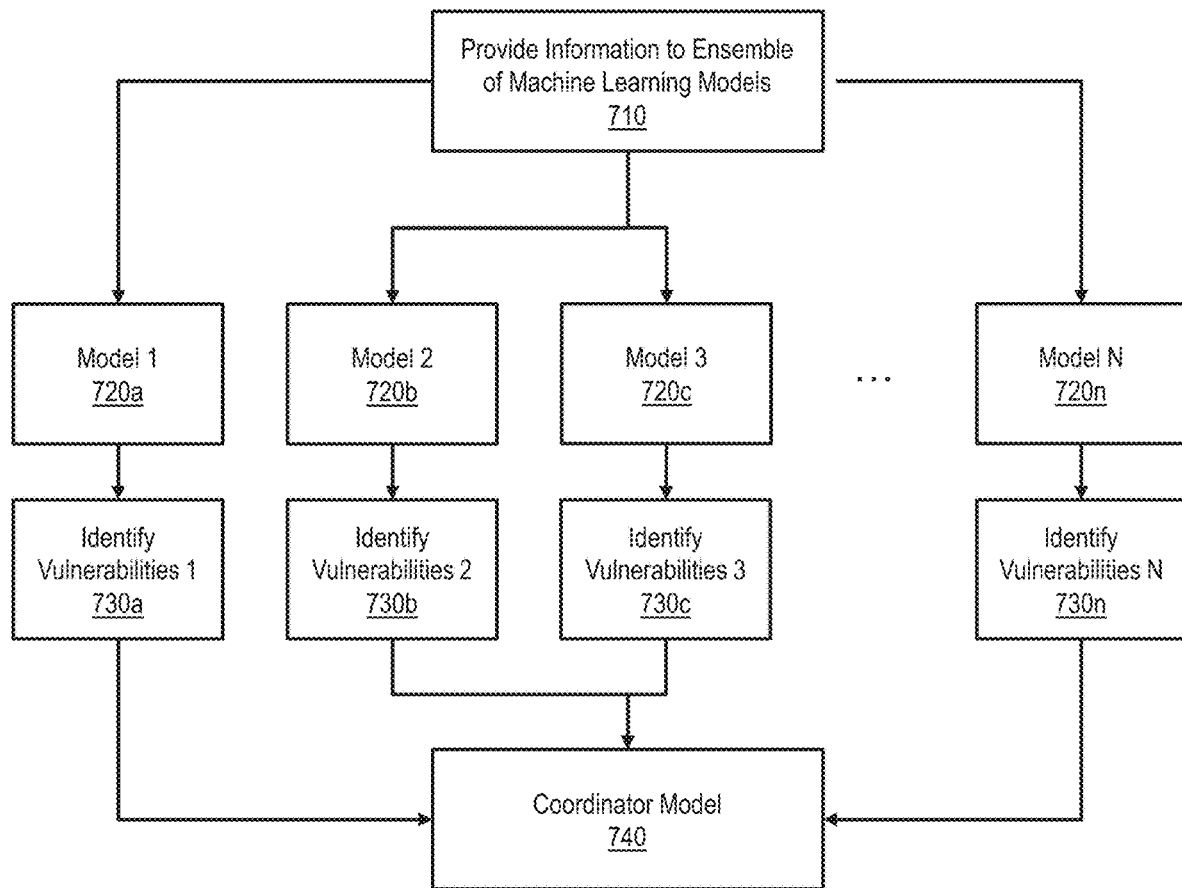 Provide Information to Ensemble
of Machine Learning Models
710
Model 1
720a
Model 2
720b
Model 3
720c
...
Model N
720n
Identify
Vulnerabilities 1
730a
Identify
Vulnerabilities 2
730b
Identify
Vulnerabilities 3
730c
Identify
Vulnerabilities N
730n
Coordinator Model
740